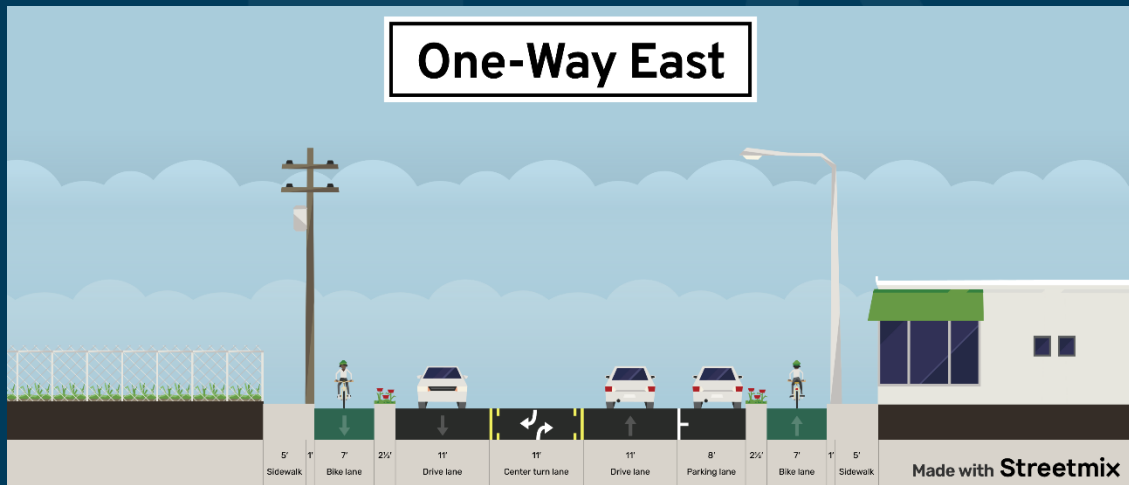 One-Way East
5' 1' 7' 2½' 11' 11' 11' 8' 2½' 7' 1' 5'
Sidewalk Bike lane Drive lane Center turn lane Drive lane Parking lane Bike lane Sidewalk
Made with Streetmix